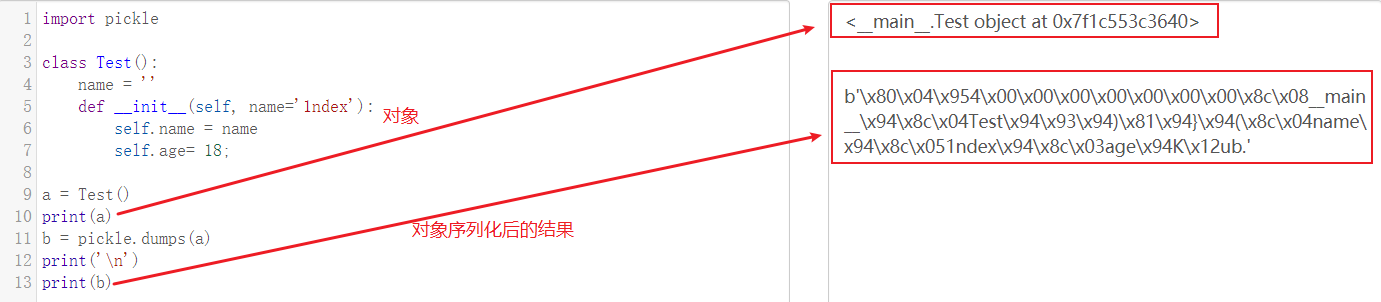 1 import pickle
2
3 class Test():
4     name = ''
5     def __init__(self, name='1ndex'):
6         self.name = name
7         self.age= 18;
8
9 a = Test()
10 print(a)
11 b = pickle.dumps(a)
12 print('\n')
13 print(b)
对象
对象序列化后的结果
<__main__.Test object at 0x7f1c553c3640>
b'\x80\x04\x954\x00\x00\x00\x00\x00\x00\x00\x8c\x08__main
__\x94\x8c\x04Test\x94\x93\x94)\x81\x94}\x94(\x8c\x04name\
x94\x8c\x051ndex\x94\x8c\x03age\x94K\x12ub.'